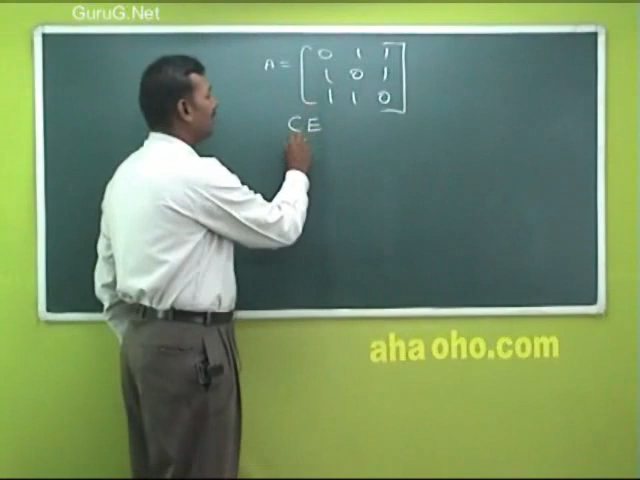 GuruG.Net
A = [ 0 1 1
1 0 1
1 1 0 ]
CE
aha oho.com